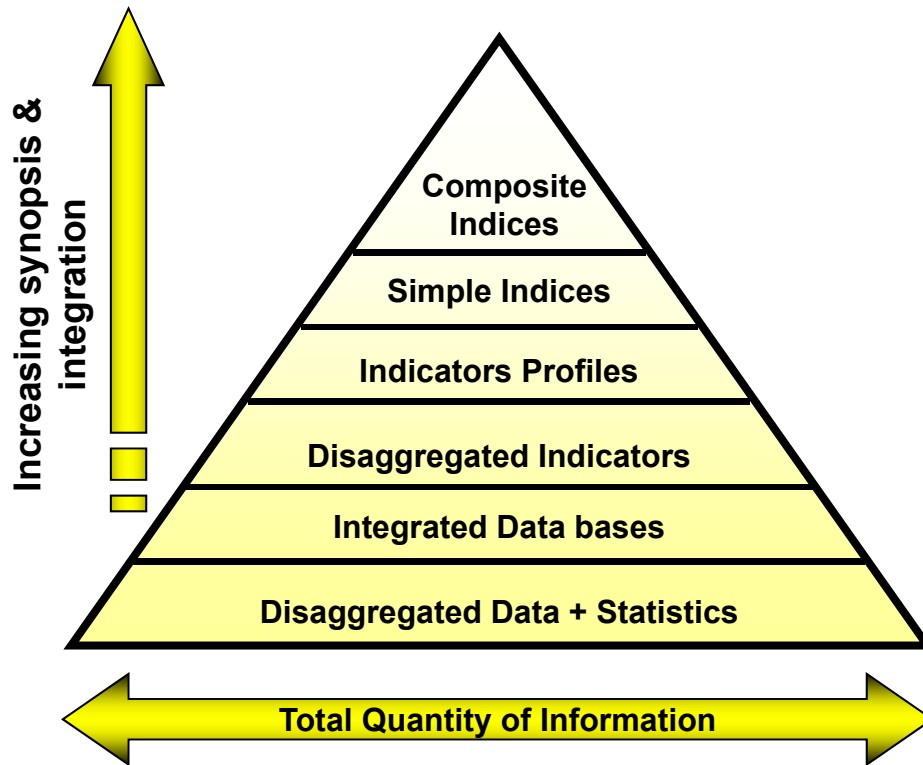 Increasing synopsis &
integration
Composite
Indices
Simple Indices
Indicators Profiles
Disaggregated Indicators
Integrated Data bases
Disaggregated Data + Statistics
Total Quantity of Information